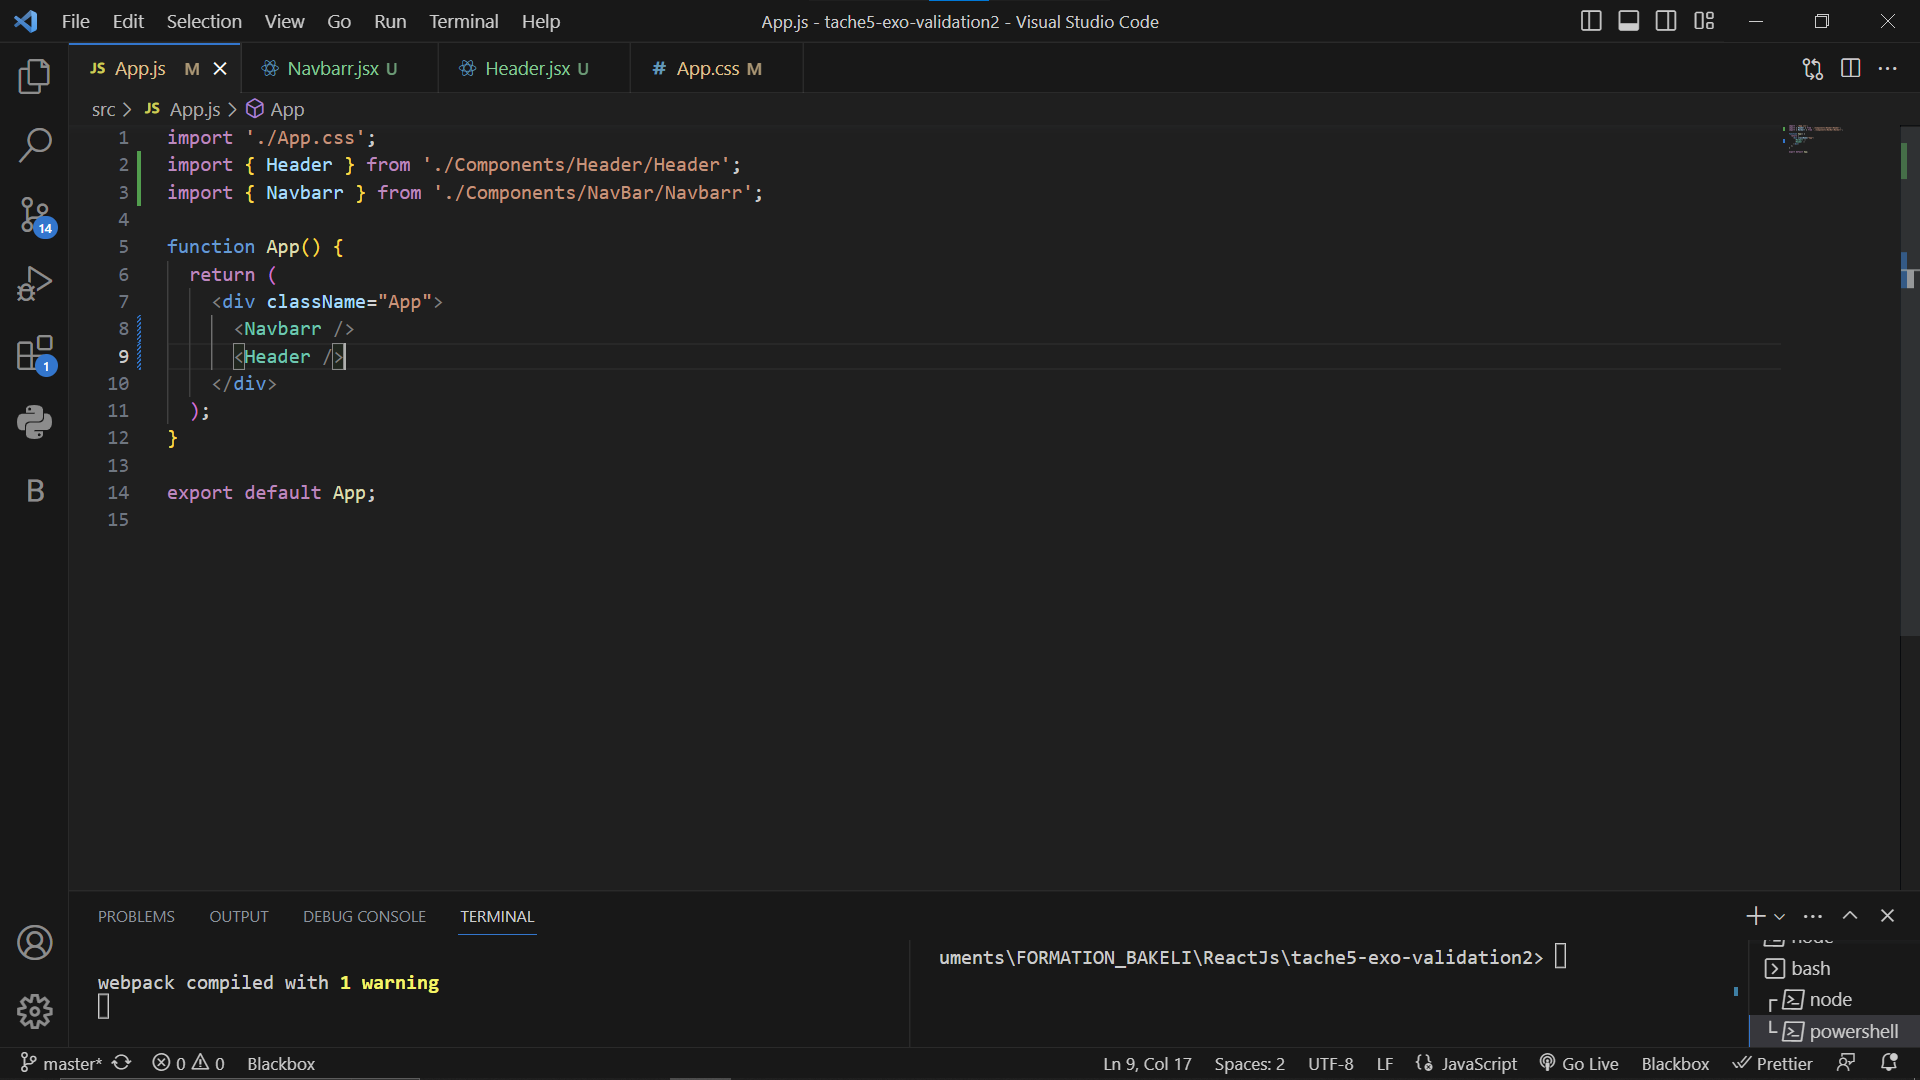 File Edit Selection View Go Run Terminal Help
App.js - tache5-exo-validation2 - Visual Studio Code
JS App.js M
Navbarr.jsx U
Header.jsx U
# App.css M
src > JS App.js > App
1 import './App.css';
2 import { Header } from './Components/Header/Header';
3 import { Navbarr } from './Components/NavBar/Navbarr';
4
5 function App() {
6 return (
7 <div className="App">
8 <Navbarr />
9 <Header />
10 </div>
11 );
12 }
13
14 export default App;
15
14
1
B
PROBLEMS OUTPUT DEBUG CONSOLE TERMINAL
webpack compiled with 1 warning
uments\FORMATION_BAKELI\ReactJs\tache5-exo-validation2>
node
bash
node
powershell
master* 0 0 Blackbox
Ln 9, Col 17 Spaces: 2 UTF-8 LF JavaScript Go Live Blackbox Prettier